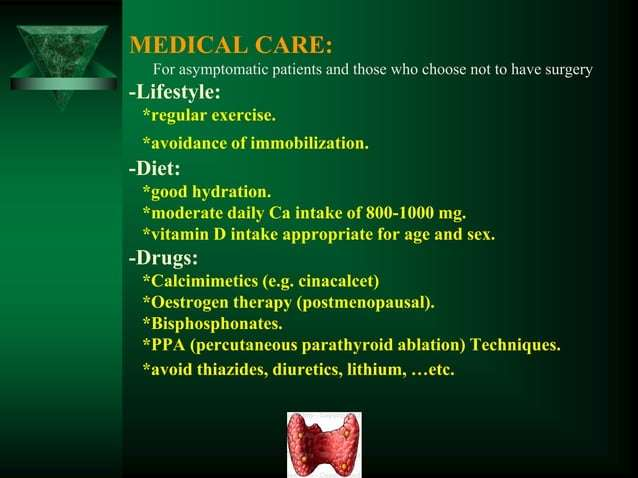 MEDICAL CARE:
For asymptomatic patients and those who choose not to have surgery
-Lifestyle:
*regular exercise.
*avoidance of immobilization.
-Diet:
*good hydration.
*moderate daily Ca intake of 800-1000 mg.
*vitamin D intake appropriate for age and sex.
-Drugs:
*Calcimimetics (e.g. cinacalcet)
*Oestrogen therapy (postmenopausal).
*Bisphosphonates.
*PPA (percutaneous parathyroid ablation) Techniques.
*avoid thiazides, diuretics, lithium, …etc.